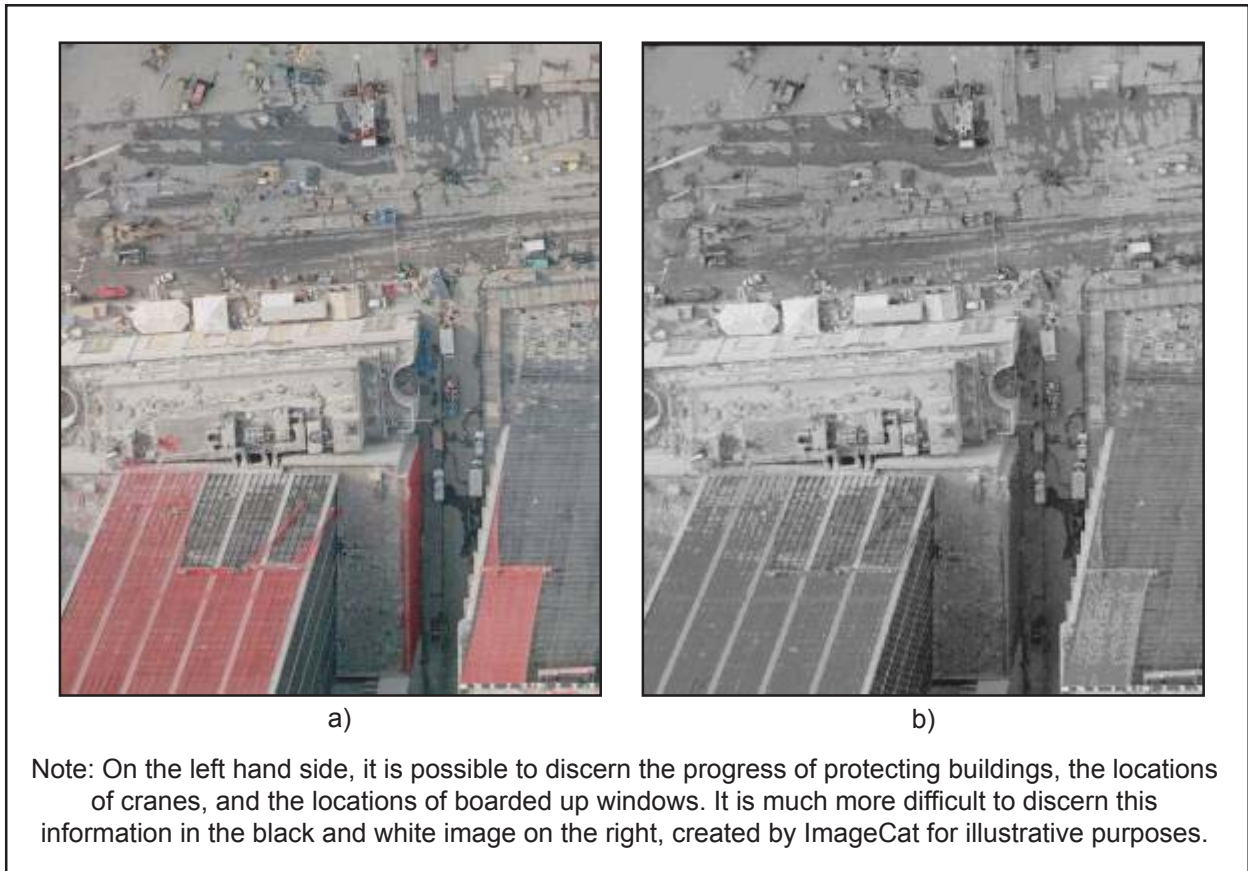 a)
b)
Note: On the left hand side, it is possible to discern the progress of protecting buildings, the locations
of cranes, and the locations of boarded up windows. It is much more difficult to discern this
information in the black and white image on the right, created by ImageCat for illustrative purposes.